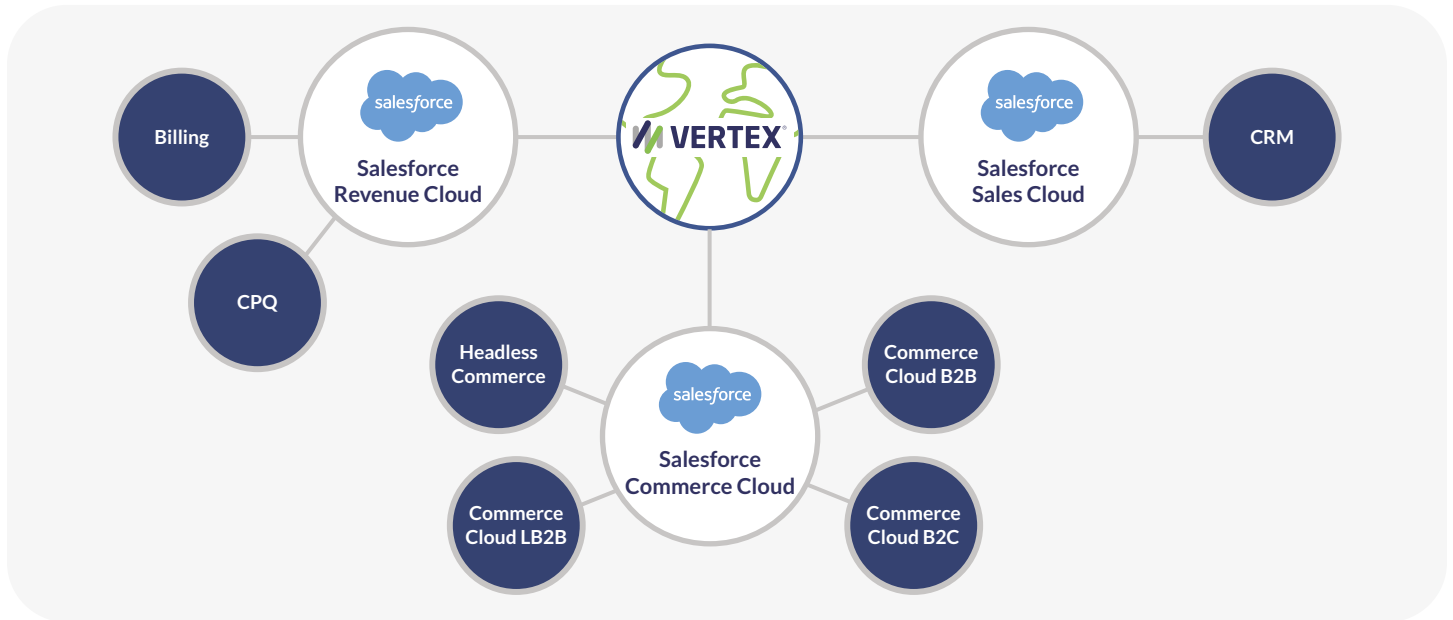 Billing
salesforce
Salesforce
Revenue Cloud
VERTEX®
salesforce
Salesforce
Sales Cloud
CRM
CPQ
Headless
Commerce
salesforce
Salesforce
Commerce Cloud
Commerce
Cloud B2B
Commerce
Cloud LB2B
Commerce
Cloud B2C